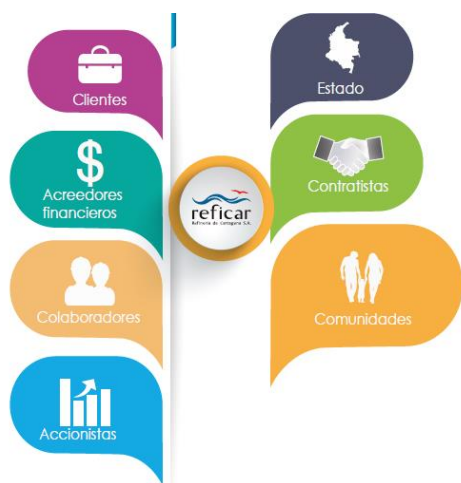 Clientes
Acreedores
financieros
Colaboradores
Accionistas
reficar
Refinería de Cartagena S.A.
Estado
Contratistas
Comunidades